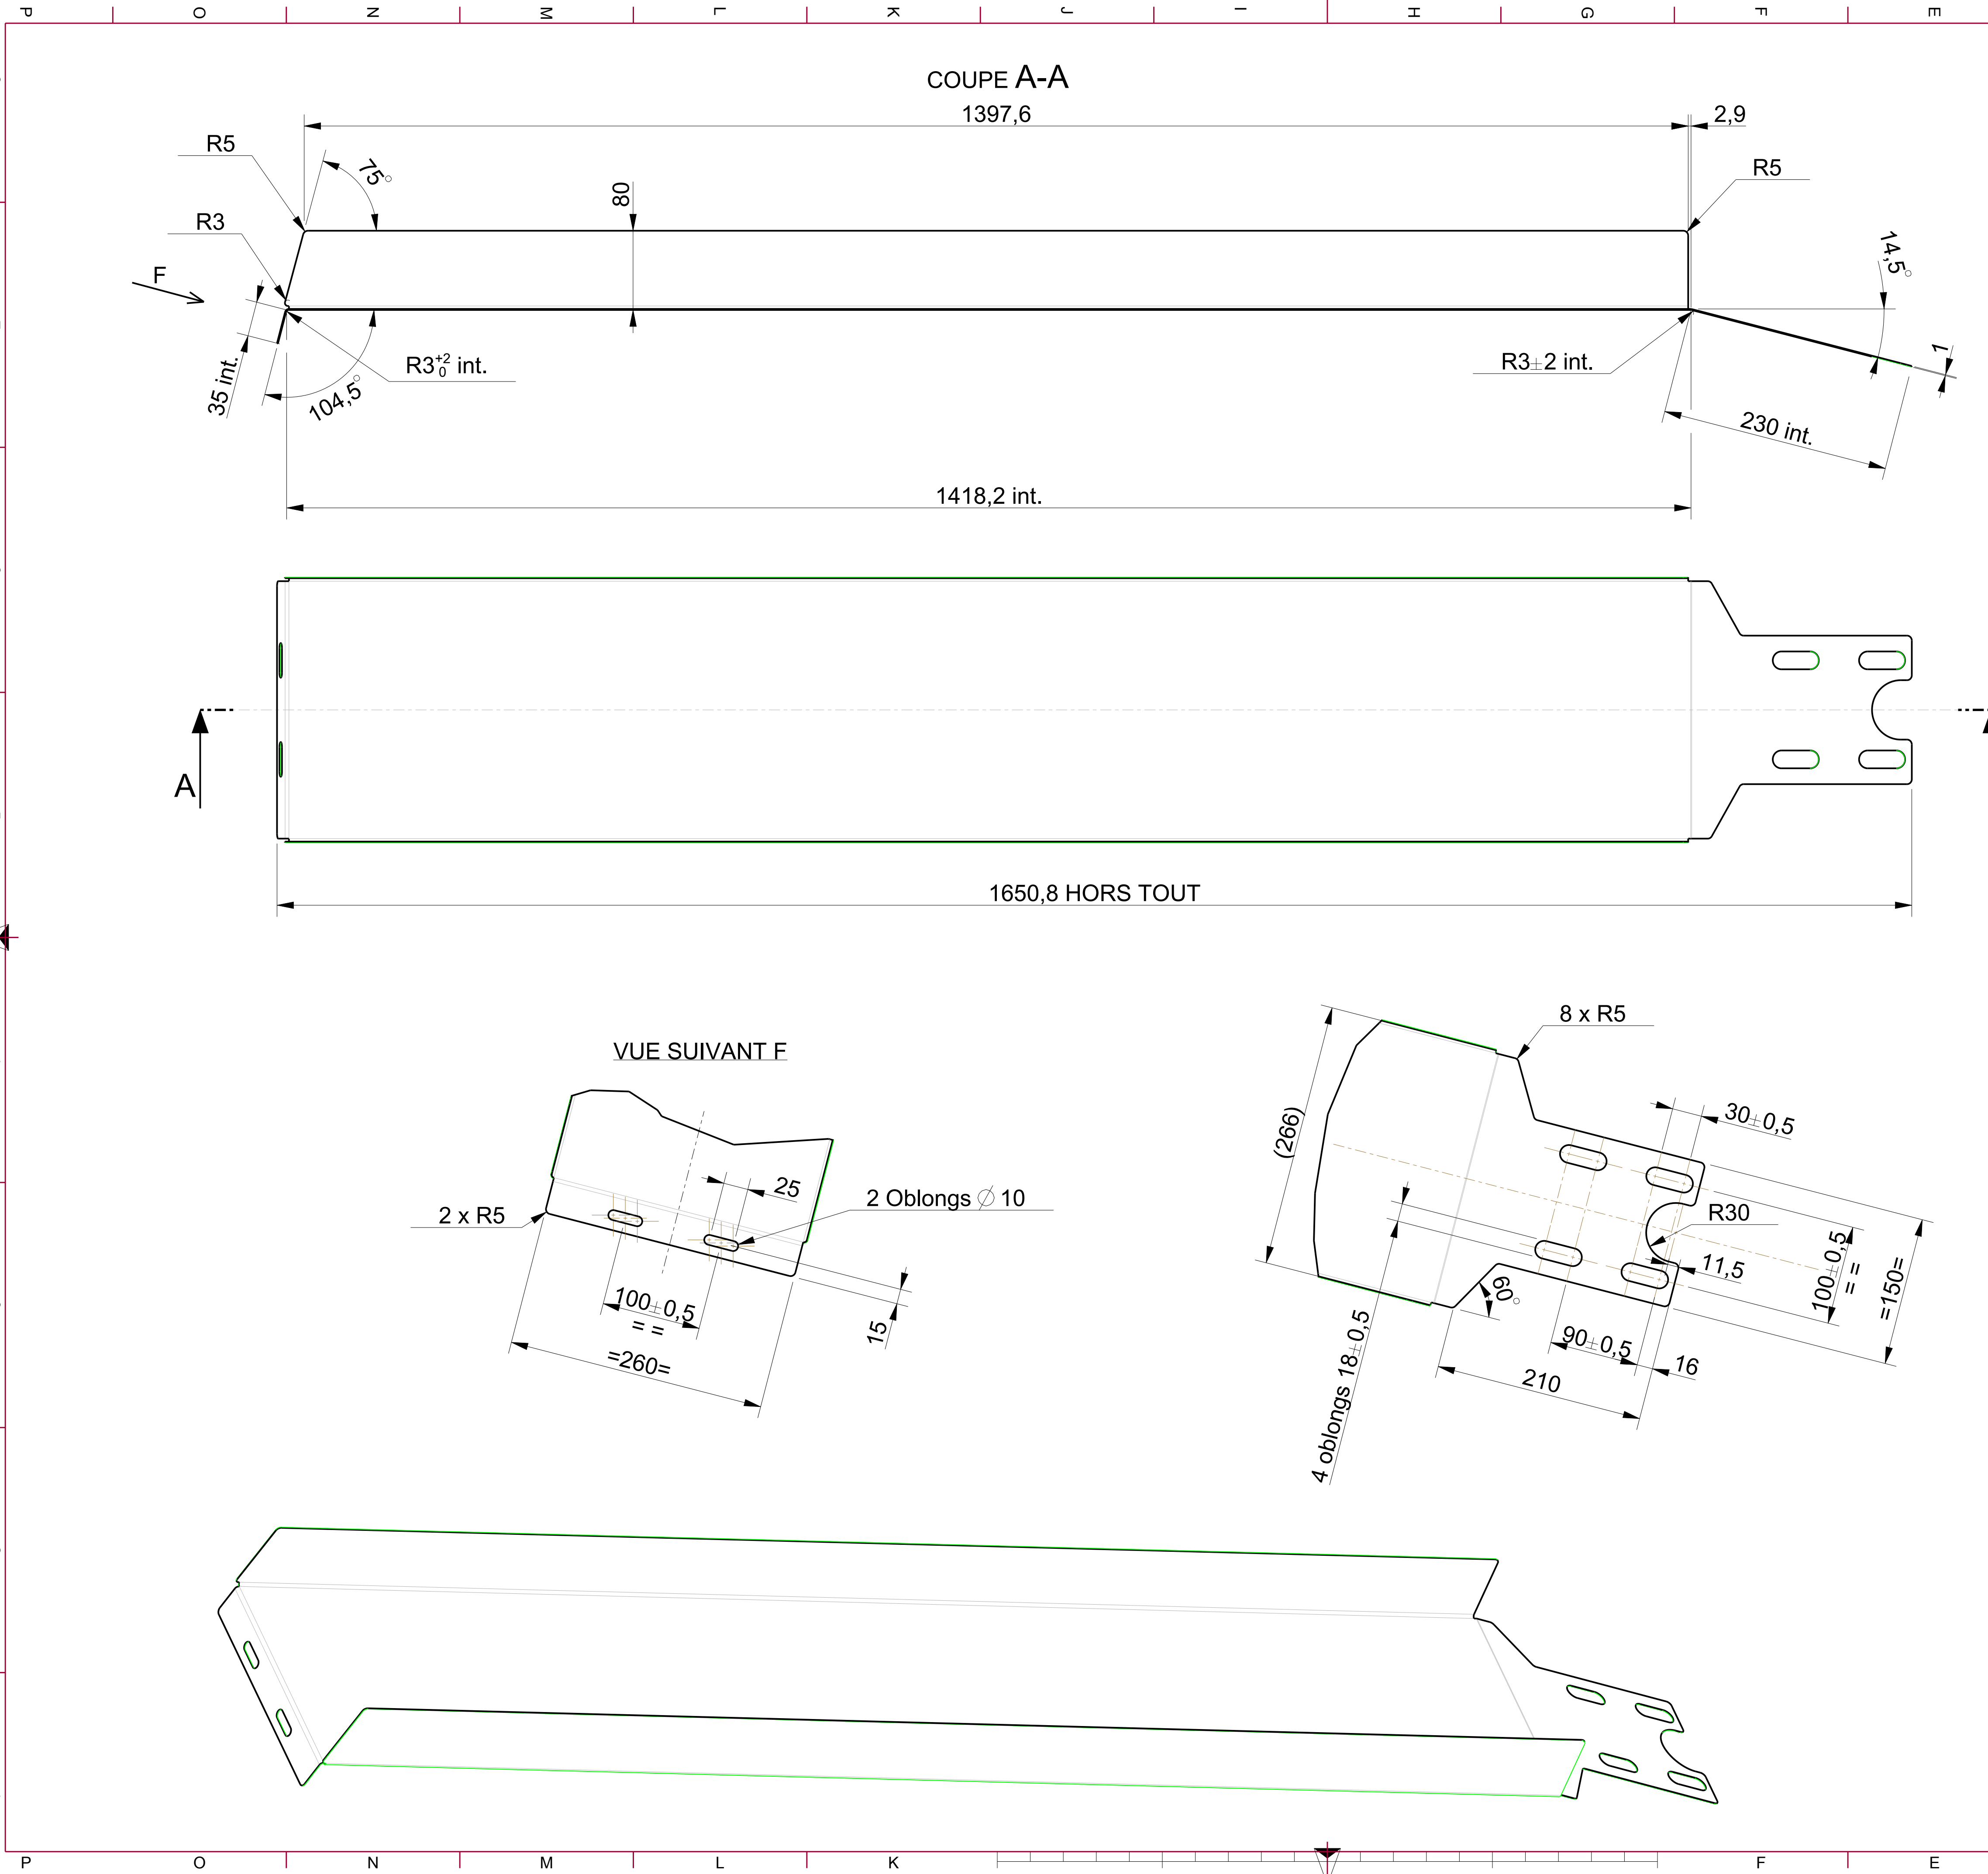 P O N M L K J I H G F E
COUPE A-A
1397,6
2,9
R5
75°
80
R5
R3
F
14,5°
35 int.
104,5°
R3 +2 0 int.
R3±2 int.
1
230 int.
1418,2 int.
A
1650,8 HORS TOUT
VUE SUIVANT F
25
2 Oblongs ∅ 10
2 x R5
100±0,5
= =
15
=260=
8 x R5
(266)
30±0,5
R30
11,5
100±0,5
= =
=150=
60°
90±0,5
16
210
4 oblongs 18±0,5
P O N M L K F E